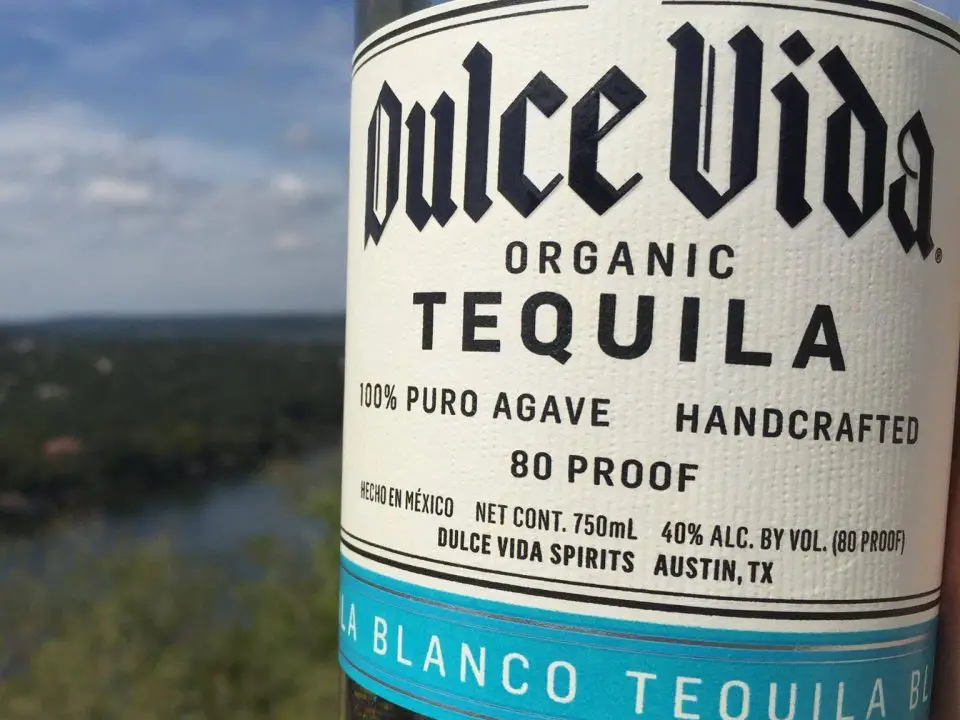 Dulce Vida®
ORGANIC
TEQUILA
100% PURO AGAVE HANDCRAFTED
80 PROOF
HECHO EN MÉXICO NET CONT. 750mL 40% ALC. BY VOL. (80 PROOF)
DULCE VIDA SPIRITS AUSTIN, TX
LA BLANCO TEQUILA BL